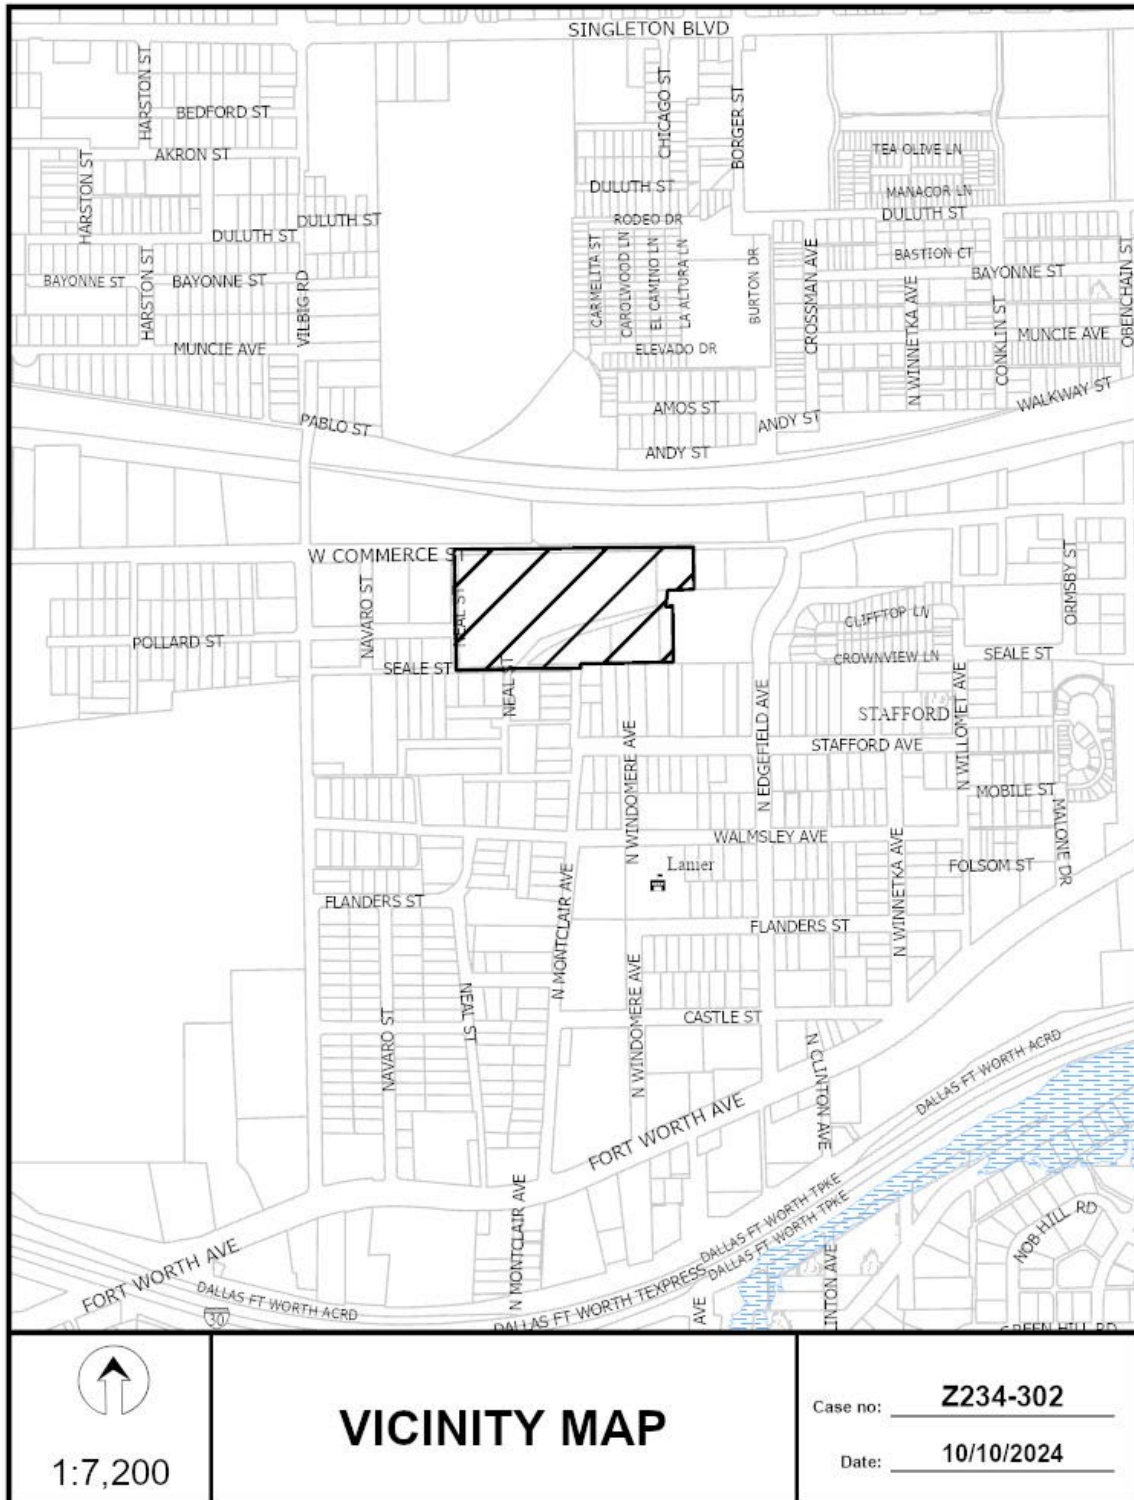 SINGLETON BLVD
HARSTON ST
CHICAGO ST
BEDFORD ST
BORGER ST
AKRON ST
TEA OLIVE LN
HARSTON ST
DULUTH ST
MANACOR LN
DULUTH ST
RODEO DR
DULUTH ST
DULUTH ST
BASTION CT
BAYONNE ST
BAYONNE ST
HARSTON ST
BAYONNE ST
VILBIG RD
CARMELITA ST
CAROLWOOD LN
EL CAMINO LN
LA ALTURA LN
BURTON DR
CROSSMAN AVE
N WINNETKA AVE
CONKLIN ST
OBENCHAIN ST
MUNCIE AVE
MUNCIE AVE
ELEVADO DR
AMOS ST
WALKWAY ST
PABLO ST
ANDY ST
ANDY ST
W COMMERCE ST
NAVARO ST
NEAL ST
ORMSBY ST
CLIFFTOP LN
POLLARD ST
SEALE ST
CROWNVIEW LN
SEALE ST
NEAL ST
N WINDOMERE AVE
N EDGEFIELD AVE
STAFFORD
N WILLOMET AVE
STAFFORD AVE
MOBILE ST
WALMSLEY AVE
MALONE DR
N WINNETKA AVE
Lanier
FOLSOM ST
FLANDERS ST
N MONTCLAIR AVE
FLANDERS ST
NEAL ST
N WINDOMERE AVE
CASTLE ST
NAVARO ST
N CLINTON AVE
DALLAS FT WORTH ACRD
FORT WORTH AVE
N MONTCLAIR AVE
DALLAS FT WORTH TPKE
DALLAS FT WORTH TPKE
NOB HILL RD
FORT WORTH AVE
DALLAS FT WORTH ACRD
30
DALLAS FT WORTH TEXPRESS
AVE
LINTON AVE
GREEN HILL RD
1:7,200
VICINITY MAP
Case no: Z234-302
Date: 10/10/2024